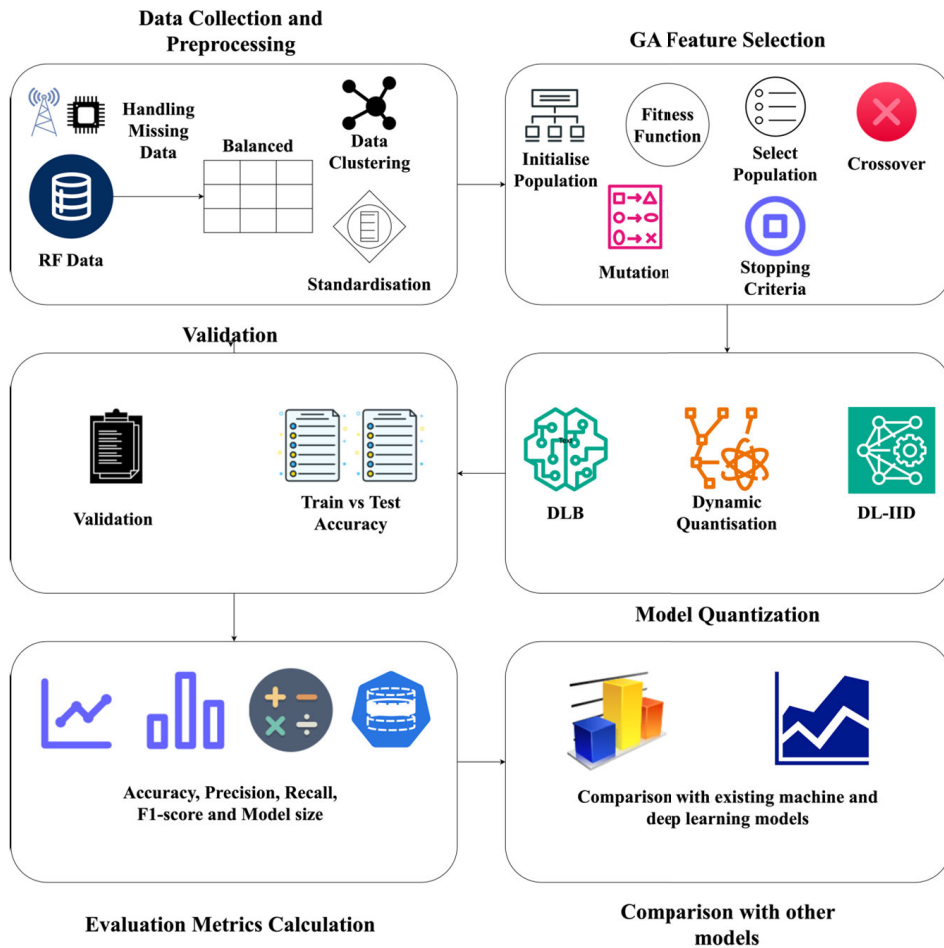 Data Collection and
Preprocessing
GA Feature Selection
Handling
Missing
Data
Balanced
Data
Clustering
RF Data
Standardisation
Initialise
Population
Fitness
Function
Select
Population
Crossover
Mutation
Stopping
Criteria
Validation
Validation
Train vs Test
Accuracy
Text
DLB
Dynamic
Quantisation
DL-IID
Model Quantization
Accuracy, Precision, Recall,
F1-score and Model size
Comparison with existing machine and
deep learning models
Evaluation Metrics Calculation
Comparison with other
models